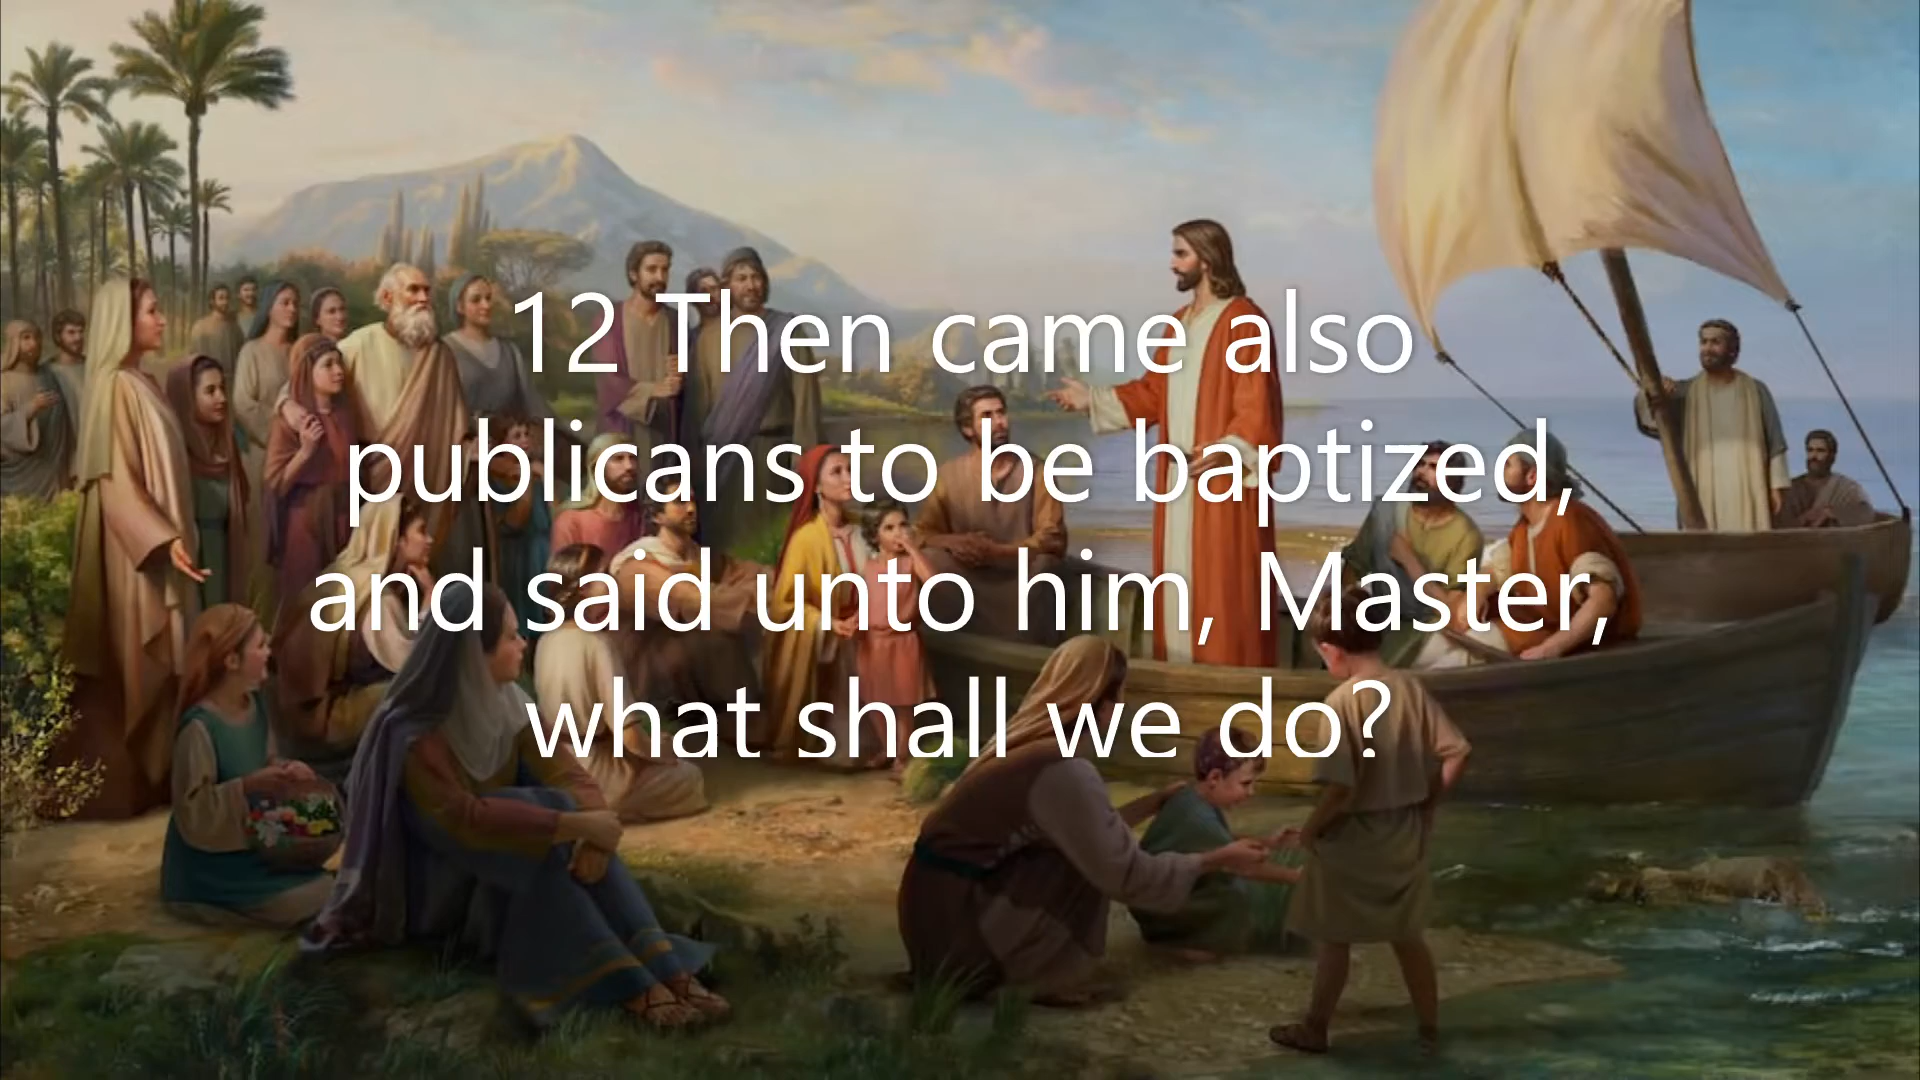 12 Then came also
publicans to be baptized,
and said unto him, Master,
what shall we do?